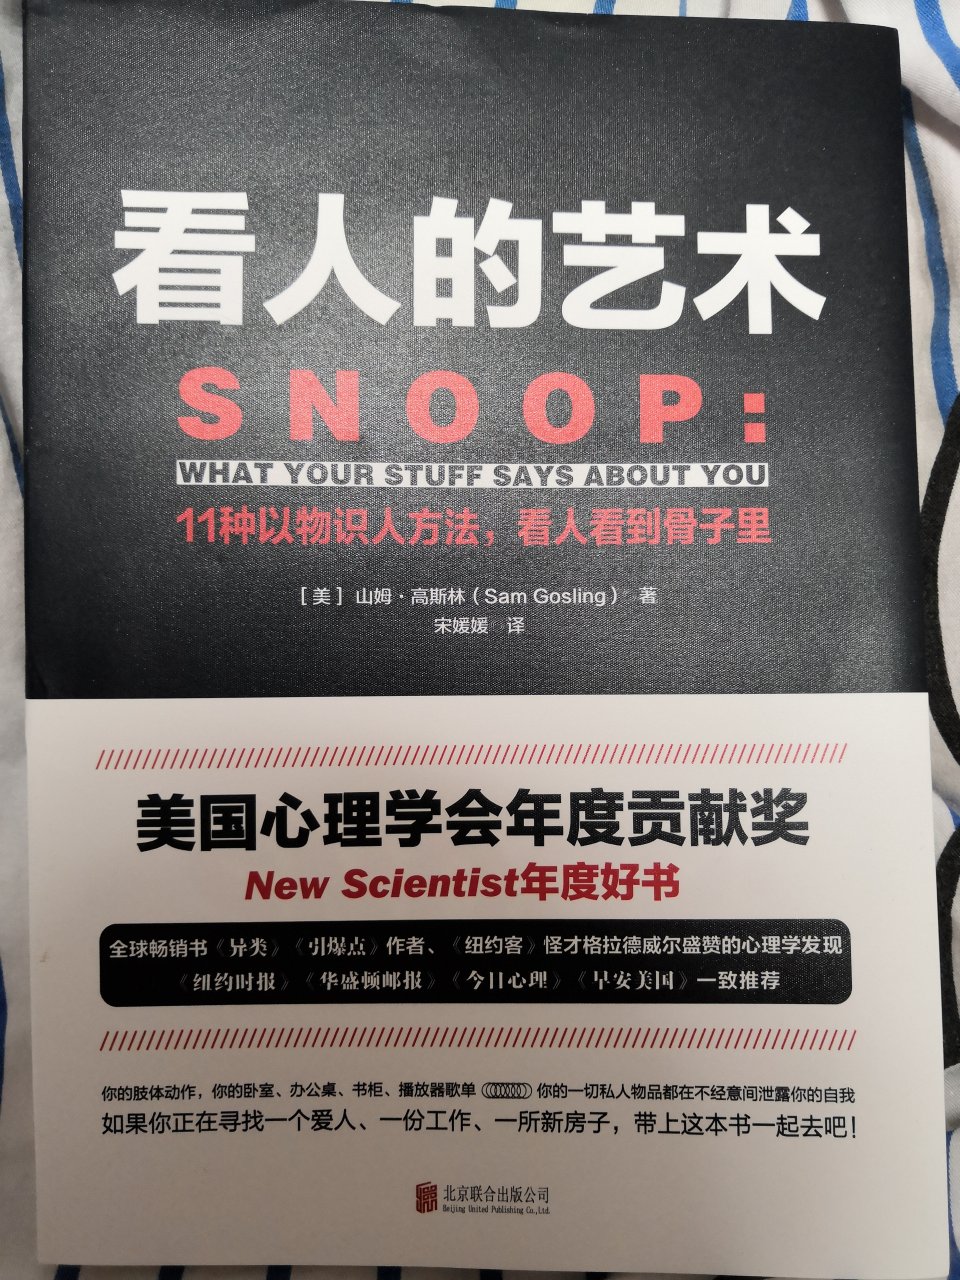 看人的艺术
SNOOP:
WHAT YOUR STUFF SAYS ABOUT YOU
11种以物识人方法，看人看到骨子里
［美］山姆·高斯林（Sam Gosling） 著
宋媛媛 译
美国心理学会年度贡献奖
New Scientist年度好书
全球畅销书《异类》《引爆点》作者、《纽约客》怪才格拉德威尔盛赞的心理学发现
《纽约时报》《华盛顿邮报》《今日心理》《早安美国》一致推荐
你的肢体动作，你的卧室、办公桌、书柜、播放器歌单 你的一切私人物品都在不经意间泄露你的自我
如果你正在寻找一个爱人、一份工作、一所新房子，带上这本书一起去吧！
北京联合出版公司
Beijing United Publishing Co.,Ltd.